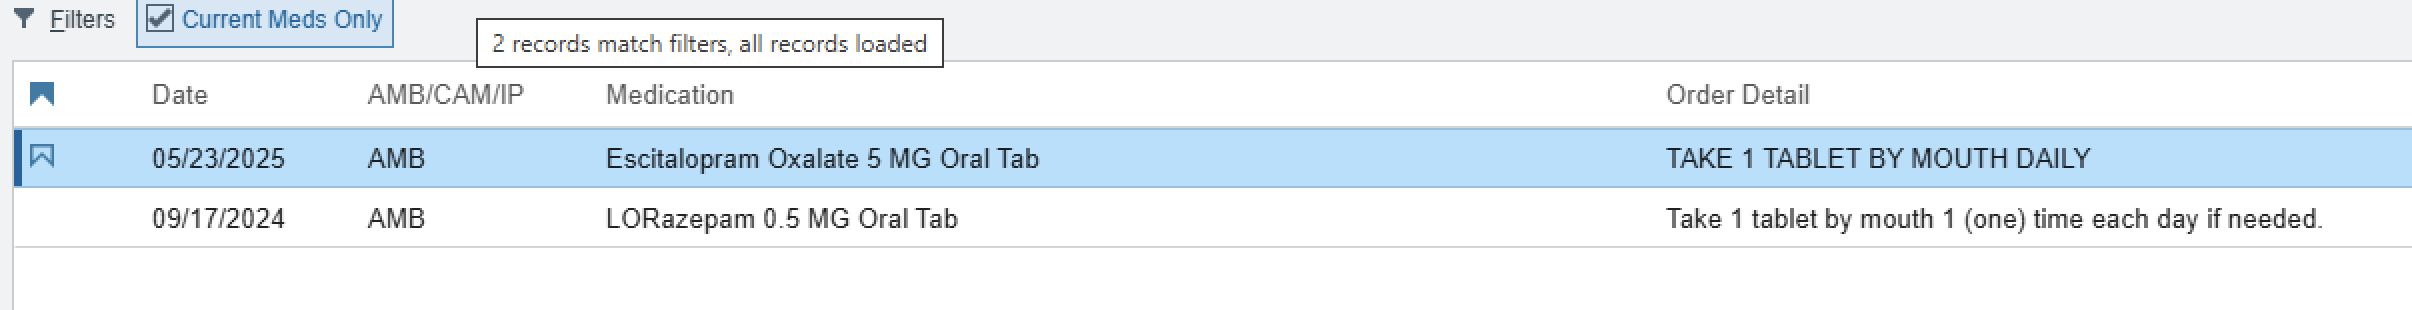 Filters Current Meds Only
2 records match filters, all records loaded
Date AMB/CAM/IP Medication Order Detail
05/23/2025 AMB Escitalopram Oxalate 5 MG Oral Tab TAKE 1 TABLET BY MOUTH DAILY
09/17/2024 AMB LORazepam 0.5 MG Oral Tab Take 1 tablet by mouth 1 (one) time each day if needed.